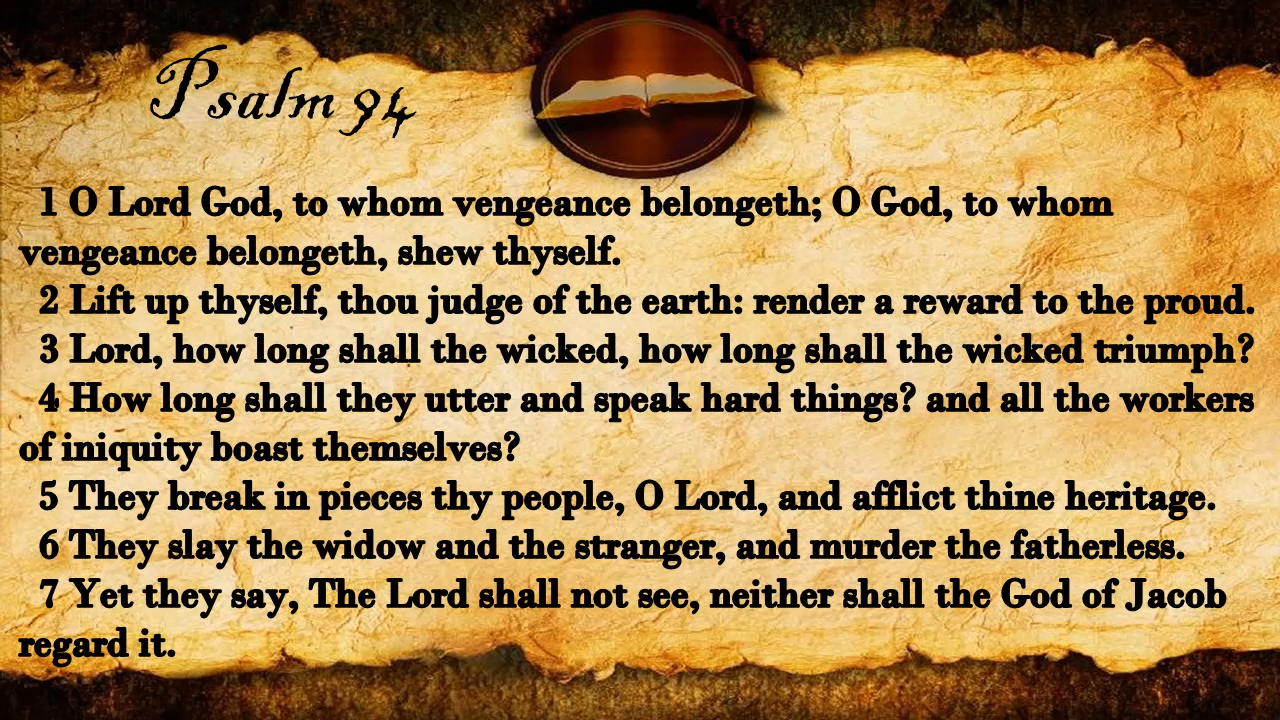 Psalm 94
1 O Lord God, to whom vengeance belongeth; O God, to whom
vengeance belongeth, shew thyself.
2 Lift up thyself, thou judge of the earth: render a reward to the proud.
3 Lord, how long shall the wicked, how long shall the wicked triumph?
4 How long shall they utter and speak hard things? and all the workers
of iniquity boast themselves?
5 They break in pieces thy people, O Lord, and afflict thine heritage.
6 They slay the widow and the stranger, and murder the fatherless.
7 Yet they say, The Lord shall not see, neither shall the God of Jacob
regard it.